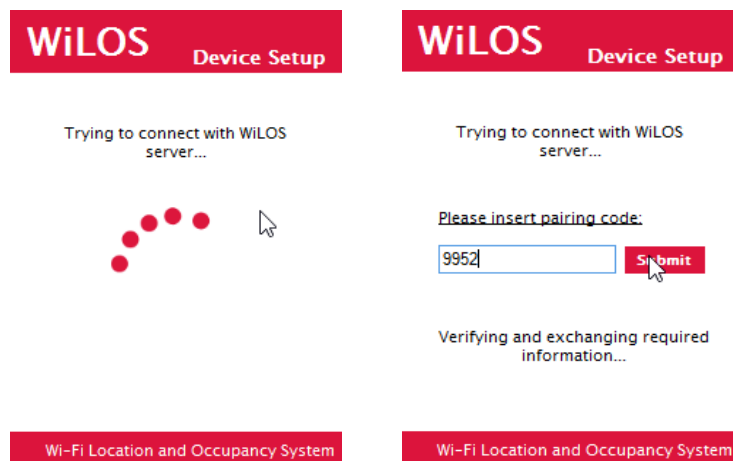 WiLOS
Device Setup
Trying to connect with WiLOS
server...
Wi-Fi Location and Occupancy System
WiLOS
Device Setup
Trying to connect with WiLOS
server...
Please insert pairing code:
9952
Submit
Verifying and exchanging required
information...
Wi-Fi Location and Occupancy System